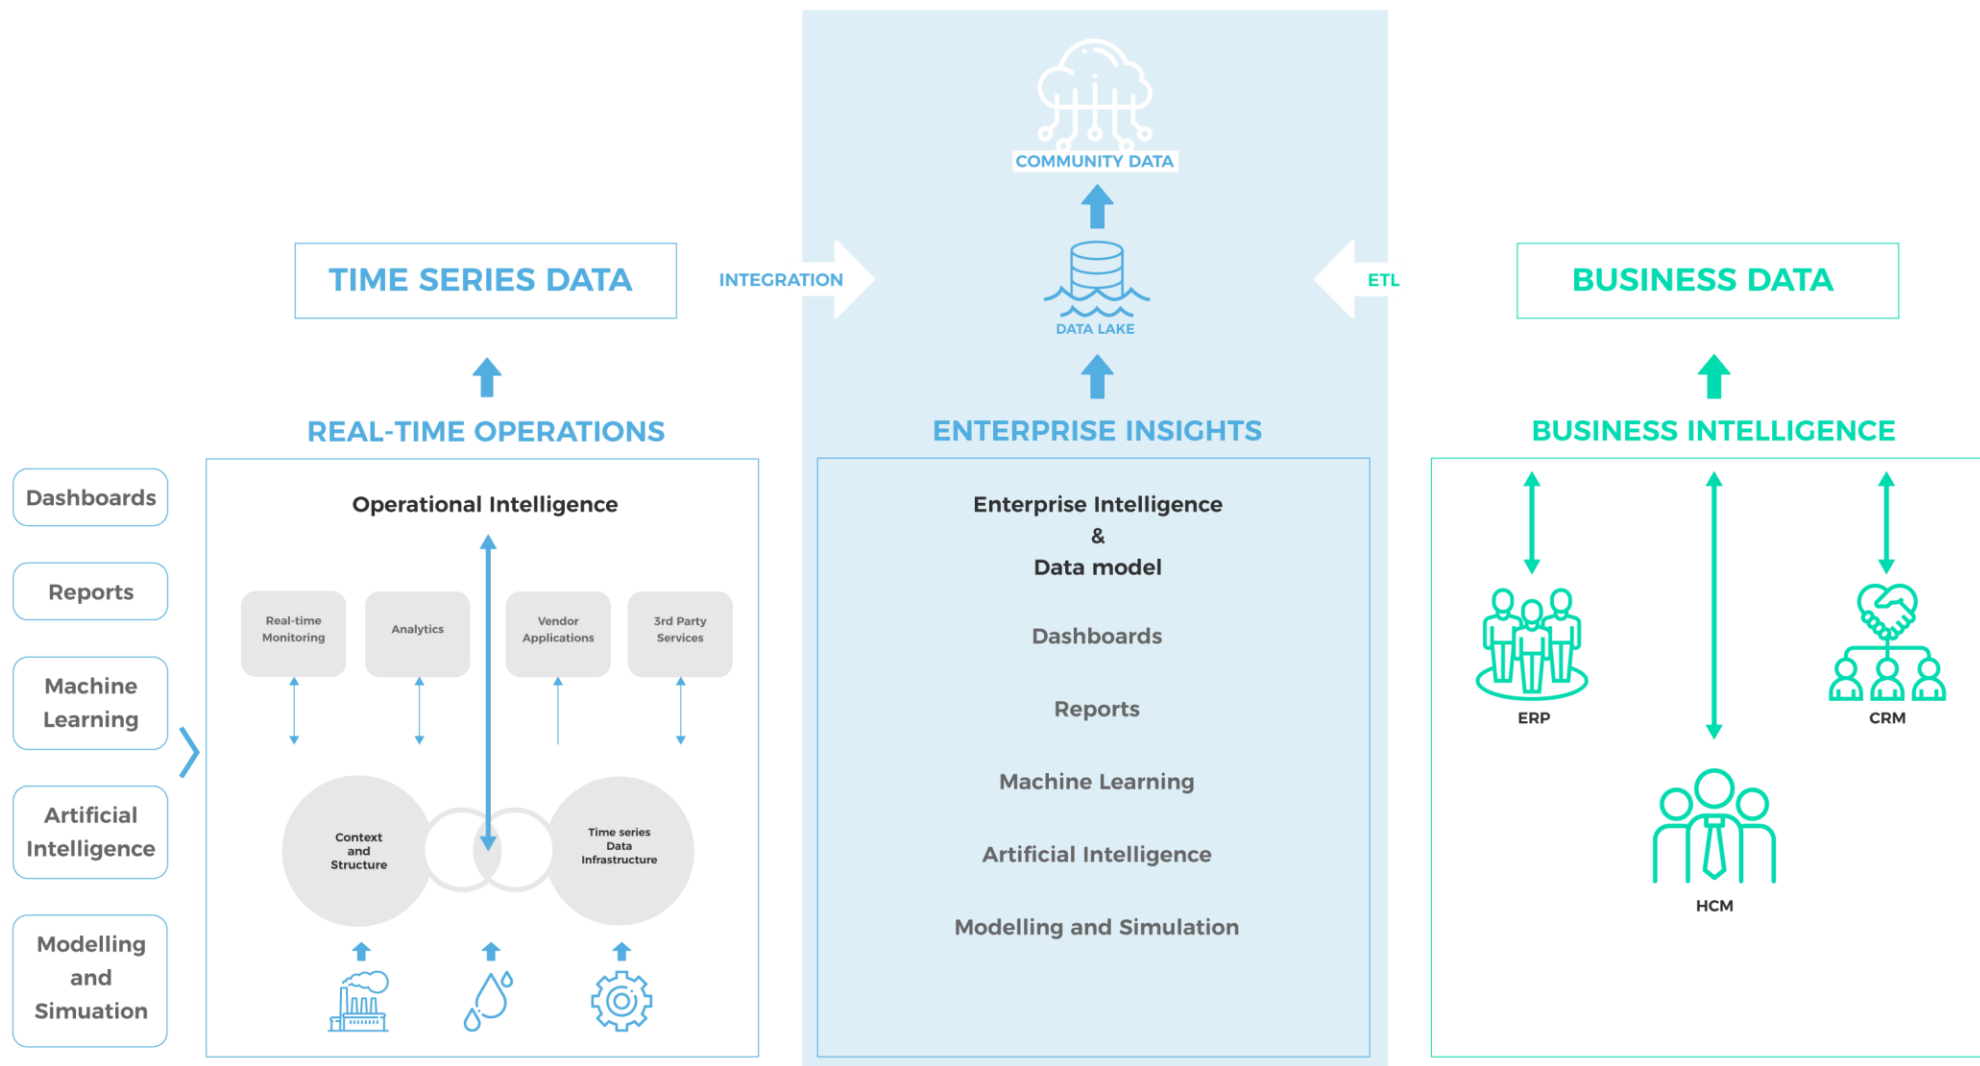 COMMUNITY DATA
TIME SERIES DATA
INTEGRATION
DATA LAKE
ETL
BUSINESS DATA
REAL-TIME OPERATIONS
ENTERPRISE INSIGHTS
BUSINESS INTELLIGENCE
Dashboards
Reports
Machine
Learning
Artificial
Intelligence
Modelling
and
Simuation
Operational Intelligence
Real-time
Monitoring
Analytics
Vendor
Applications
3rd Party
Services
Context
and
Structure
Time series
Data
Infrastructure
Enterprise Intelligence
&
Data model
Dashboards
Reports
Machine Learning
Artificial Intelligence
Modelling and Simulation
ERP
CRM
HCM